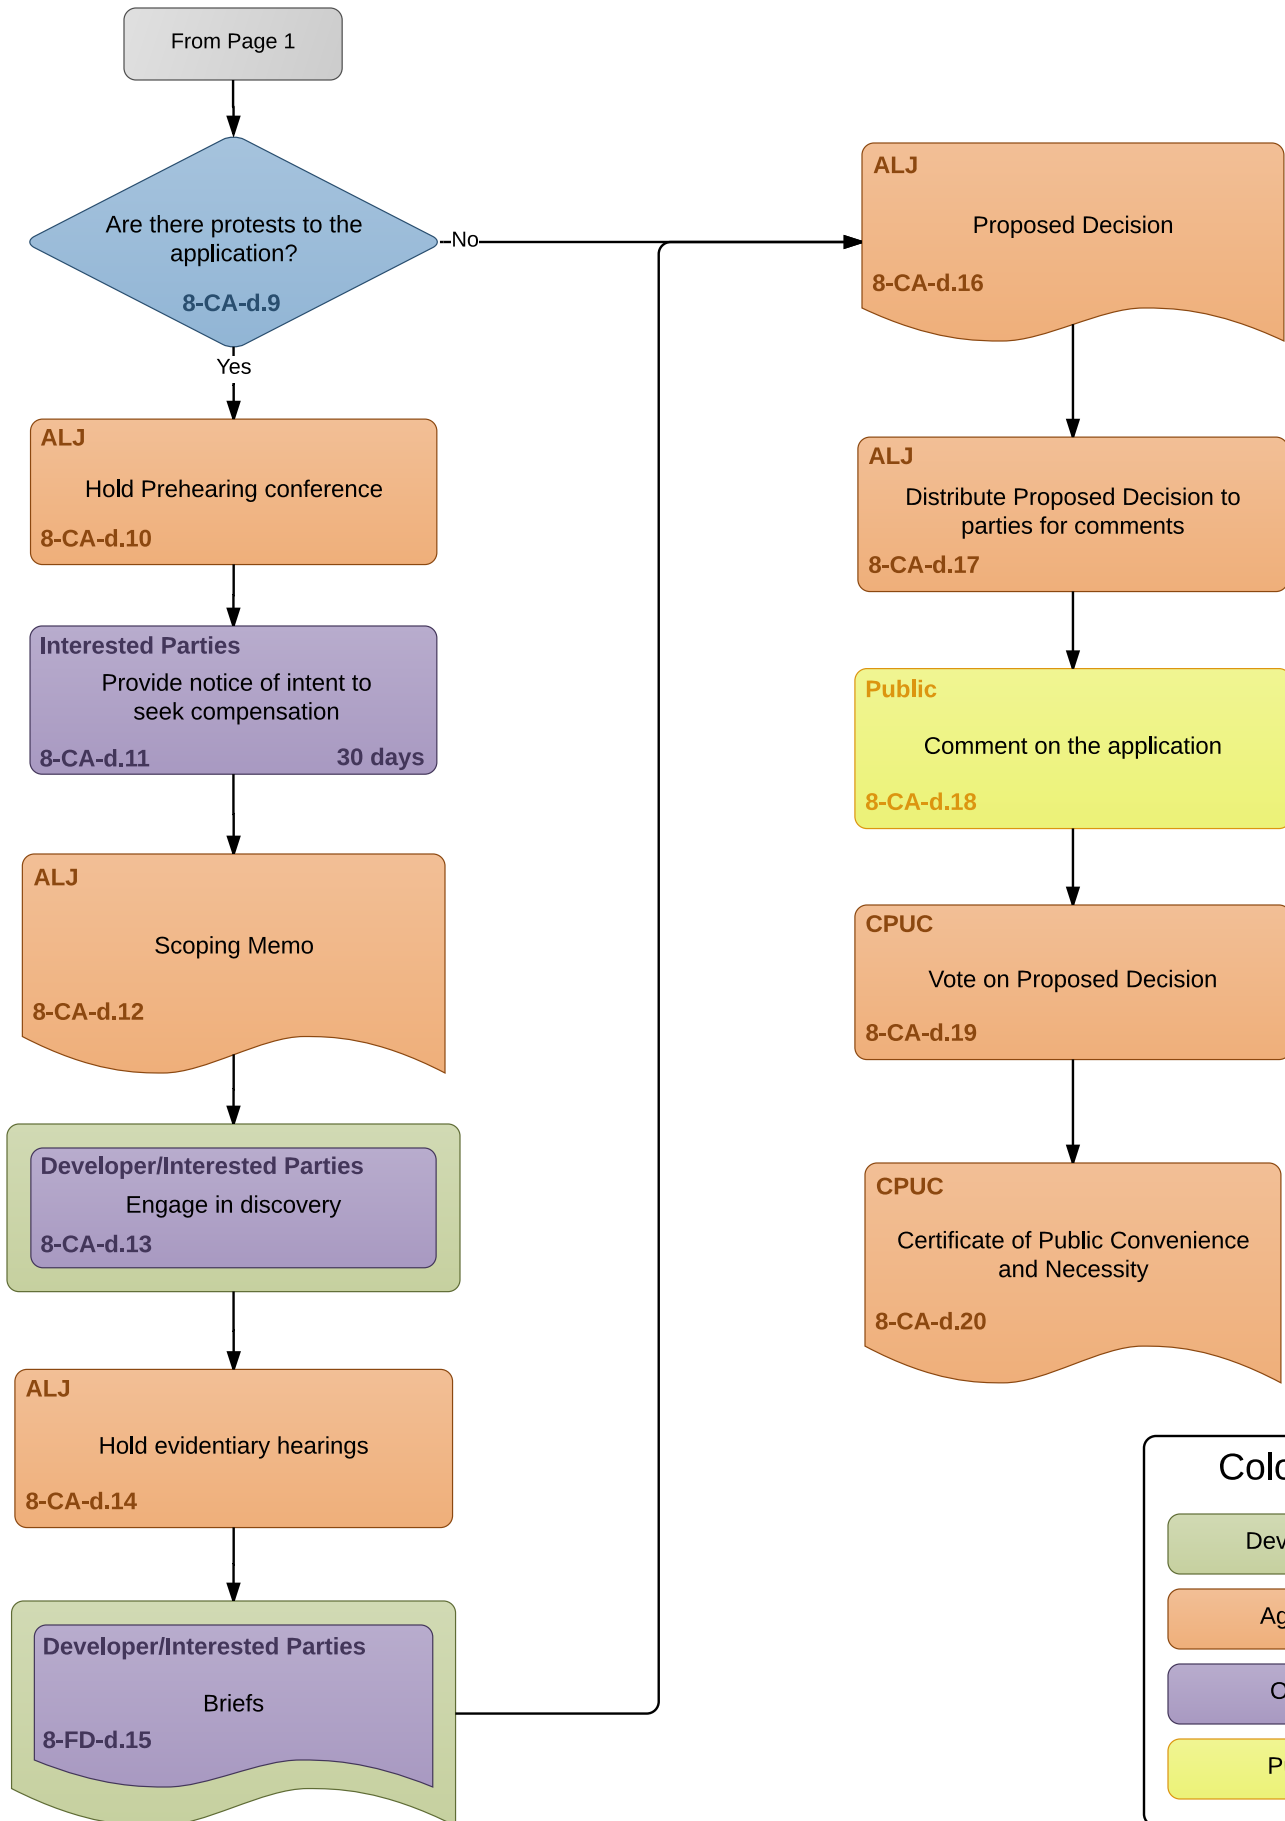 From Page 1
Are there protests to the
application?
8-CA-d.9
No
Yes
ALJ
Hold Prehearing conference
8-CA-d.10
Interested Parties
Provide notice of intent to
seek compensation
8-CA-d.11 30 days
ALJ
Scoping Memo
8-CA-d.12
Developer/Interested Parties
Engage in discovery
8-CA-d.13
ALJ
Hold evidentiary hearings
8-CA-d.14
Developer/Interested Parties
Briefs
8-FD-d.15
ALJ
Proposed Decision
8-CA-d.16
ALJ
Distribute Proposed Decision to
parties for comments
8-CA-d.17
Public
Comment on the application
8-CA-d.18
CPUC
Vote on Proposed Decision
8-CA-d.19
CPUC
Certificate of Public Convenience
and Necessity
8-CA-d.20